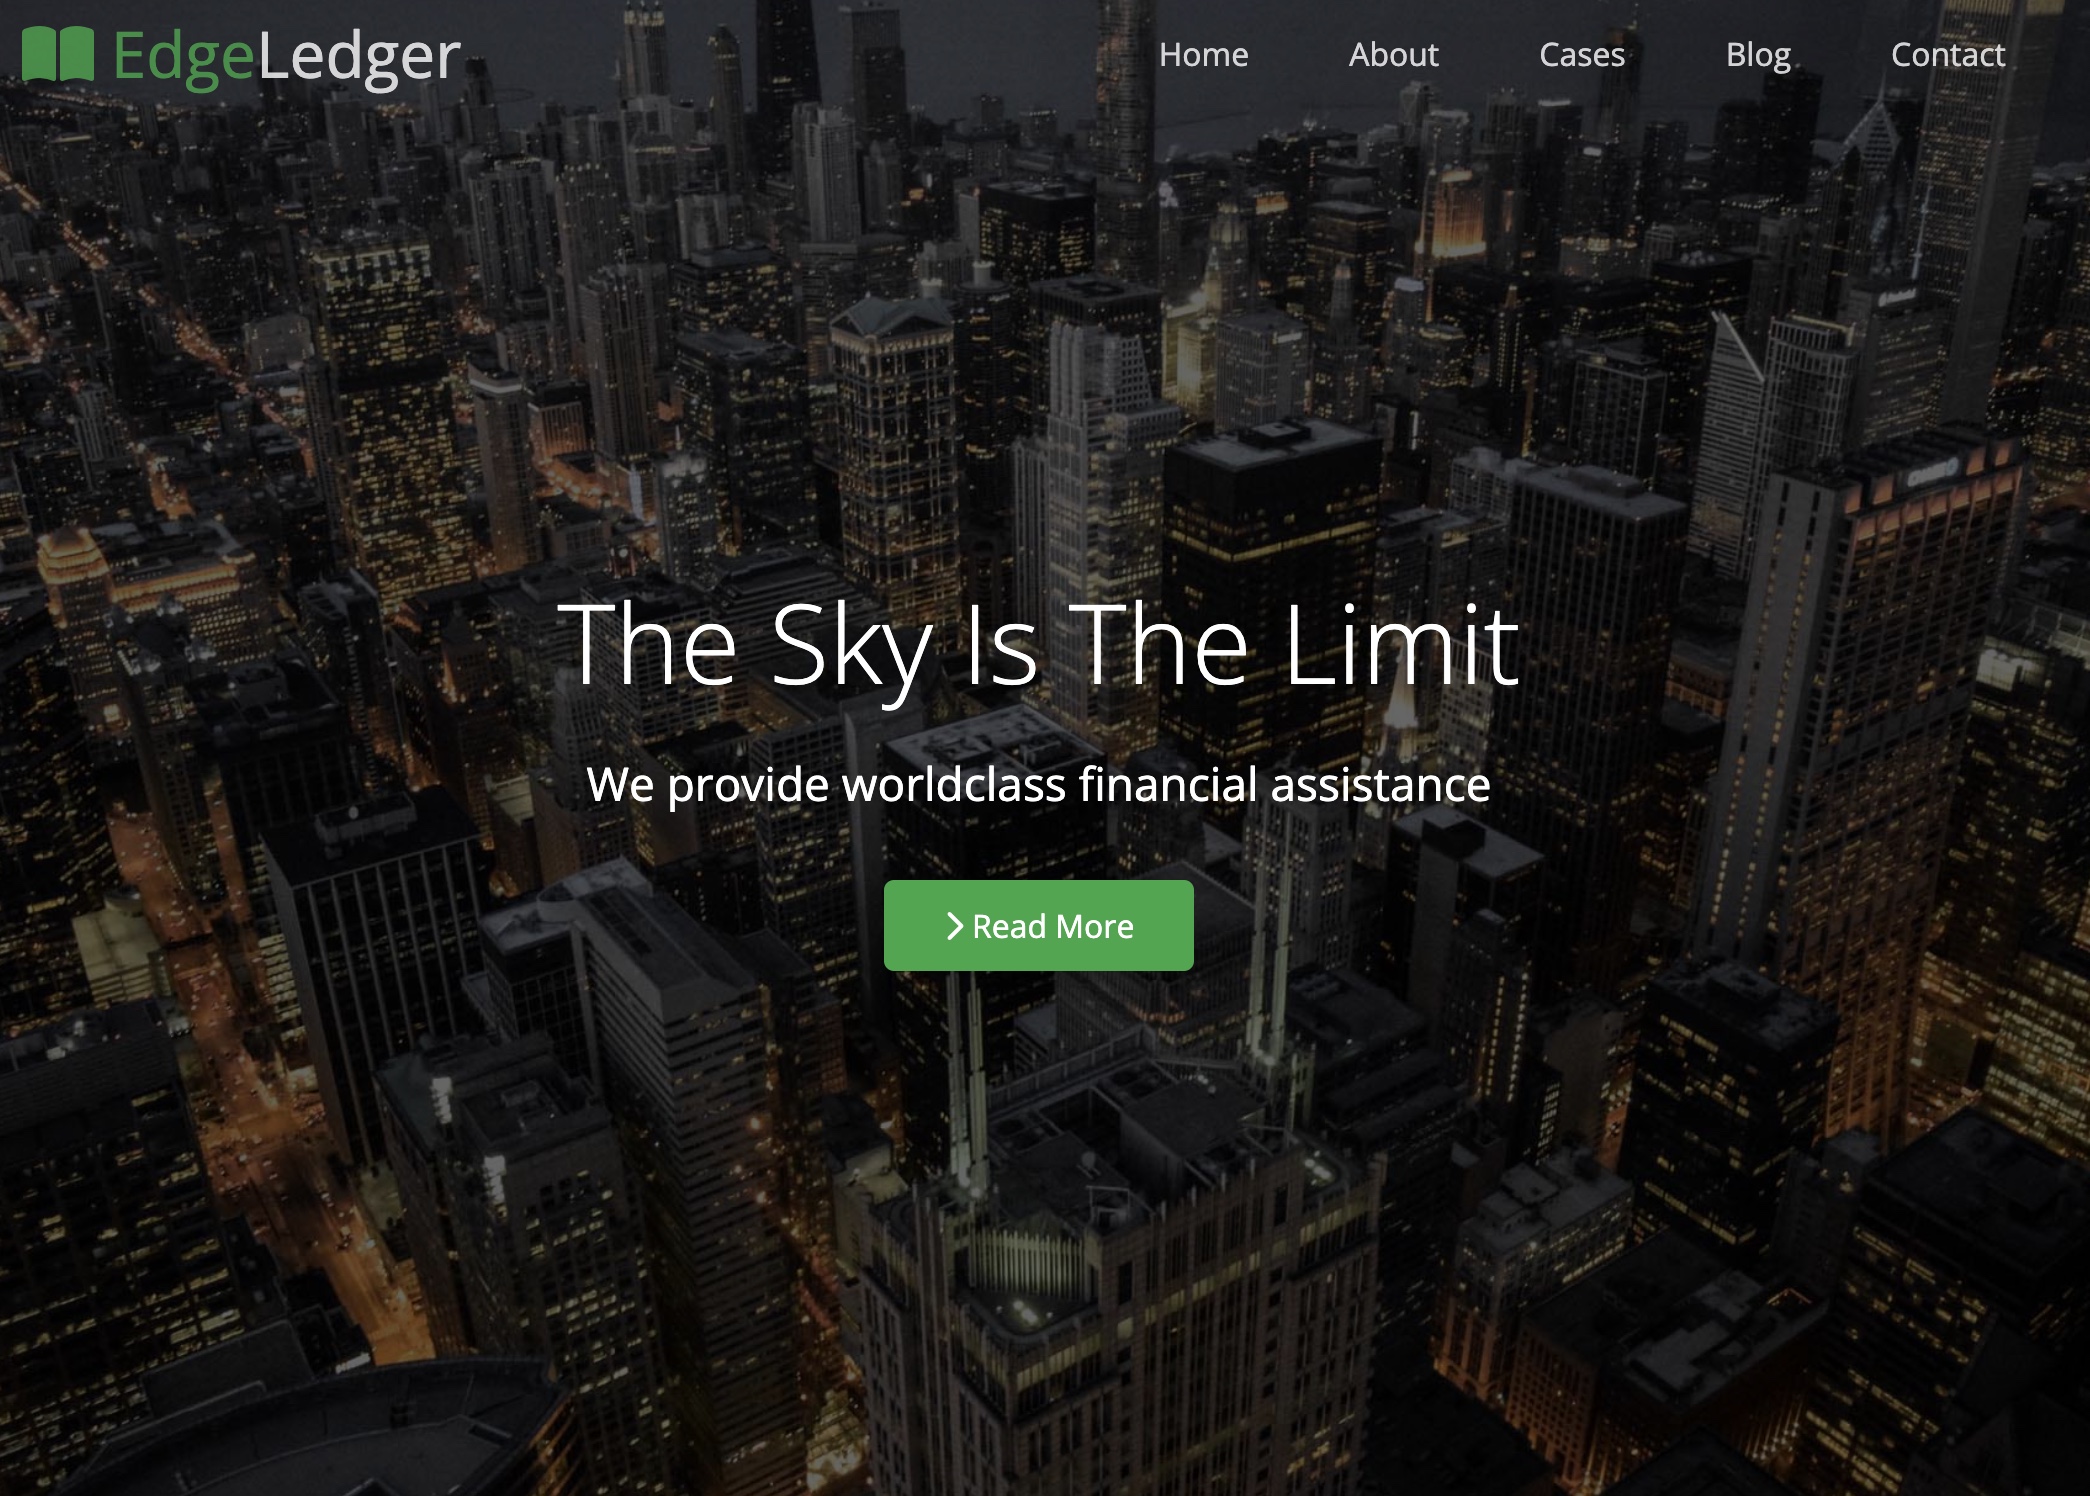 EdgeLedger
Home About Cases Blog Contact
The Sky Is The Limit
We provide worldclass financial assistance
Read More